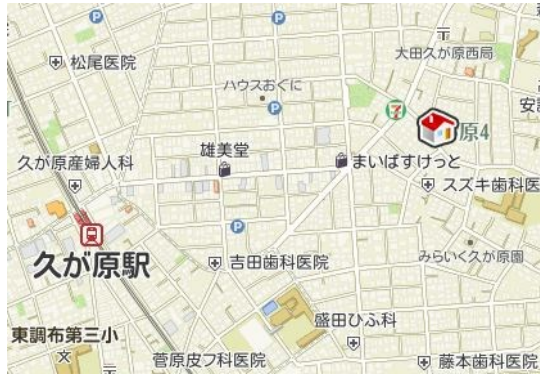 松尾医院
大田久が原西局
ハウスおぐに
安
原4
雄美堂
まいばすけっと
久が原産婦人科
スズキ歯科医
久が原駅
みらいく久が原園
吉田歯科医院
盛田ひふ科
東調布第三小
菅原皮フ科医院
藤本歯科医院
P
P
P
P
7